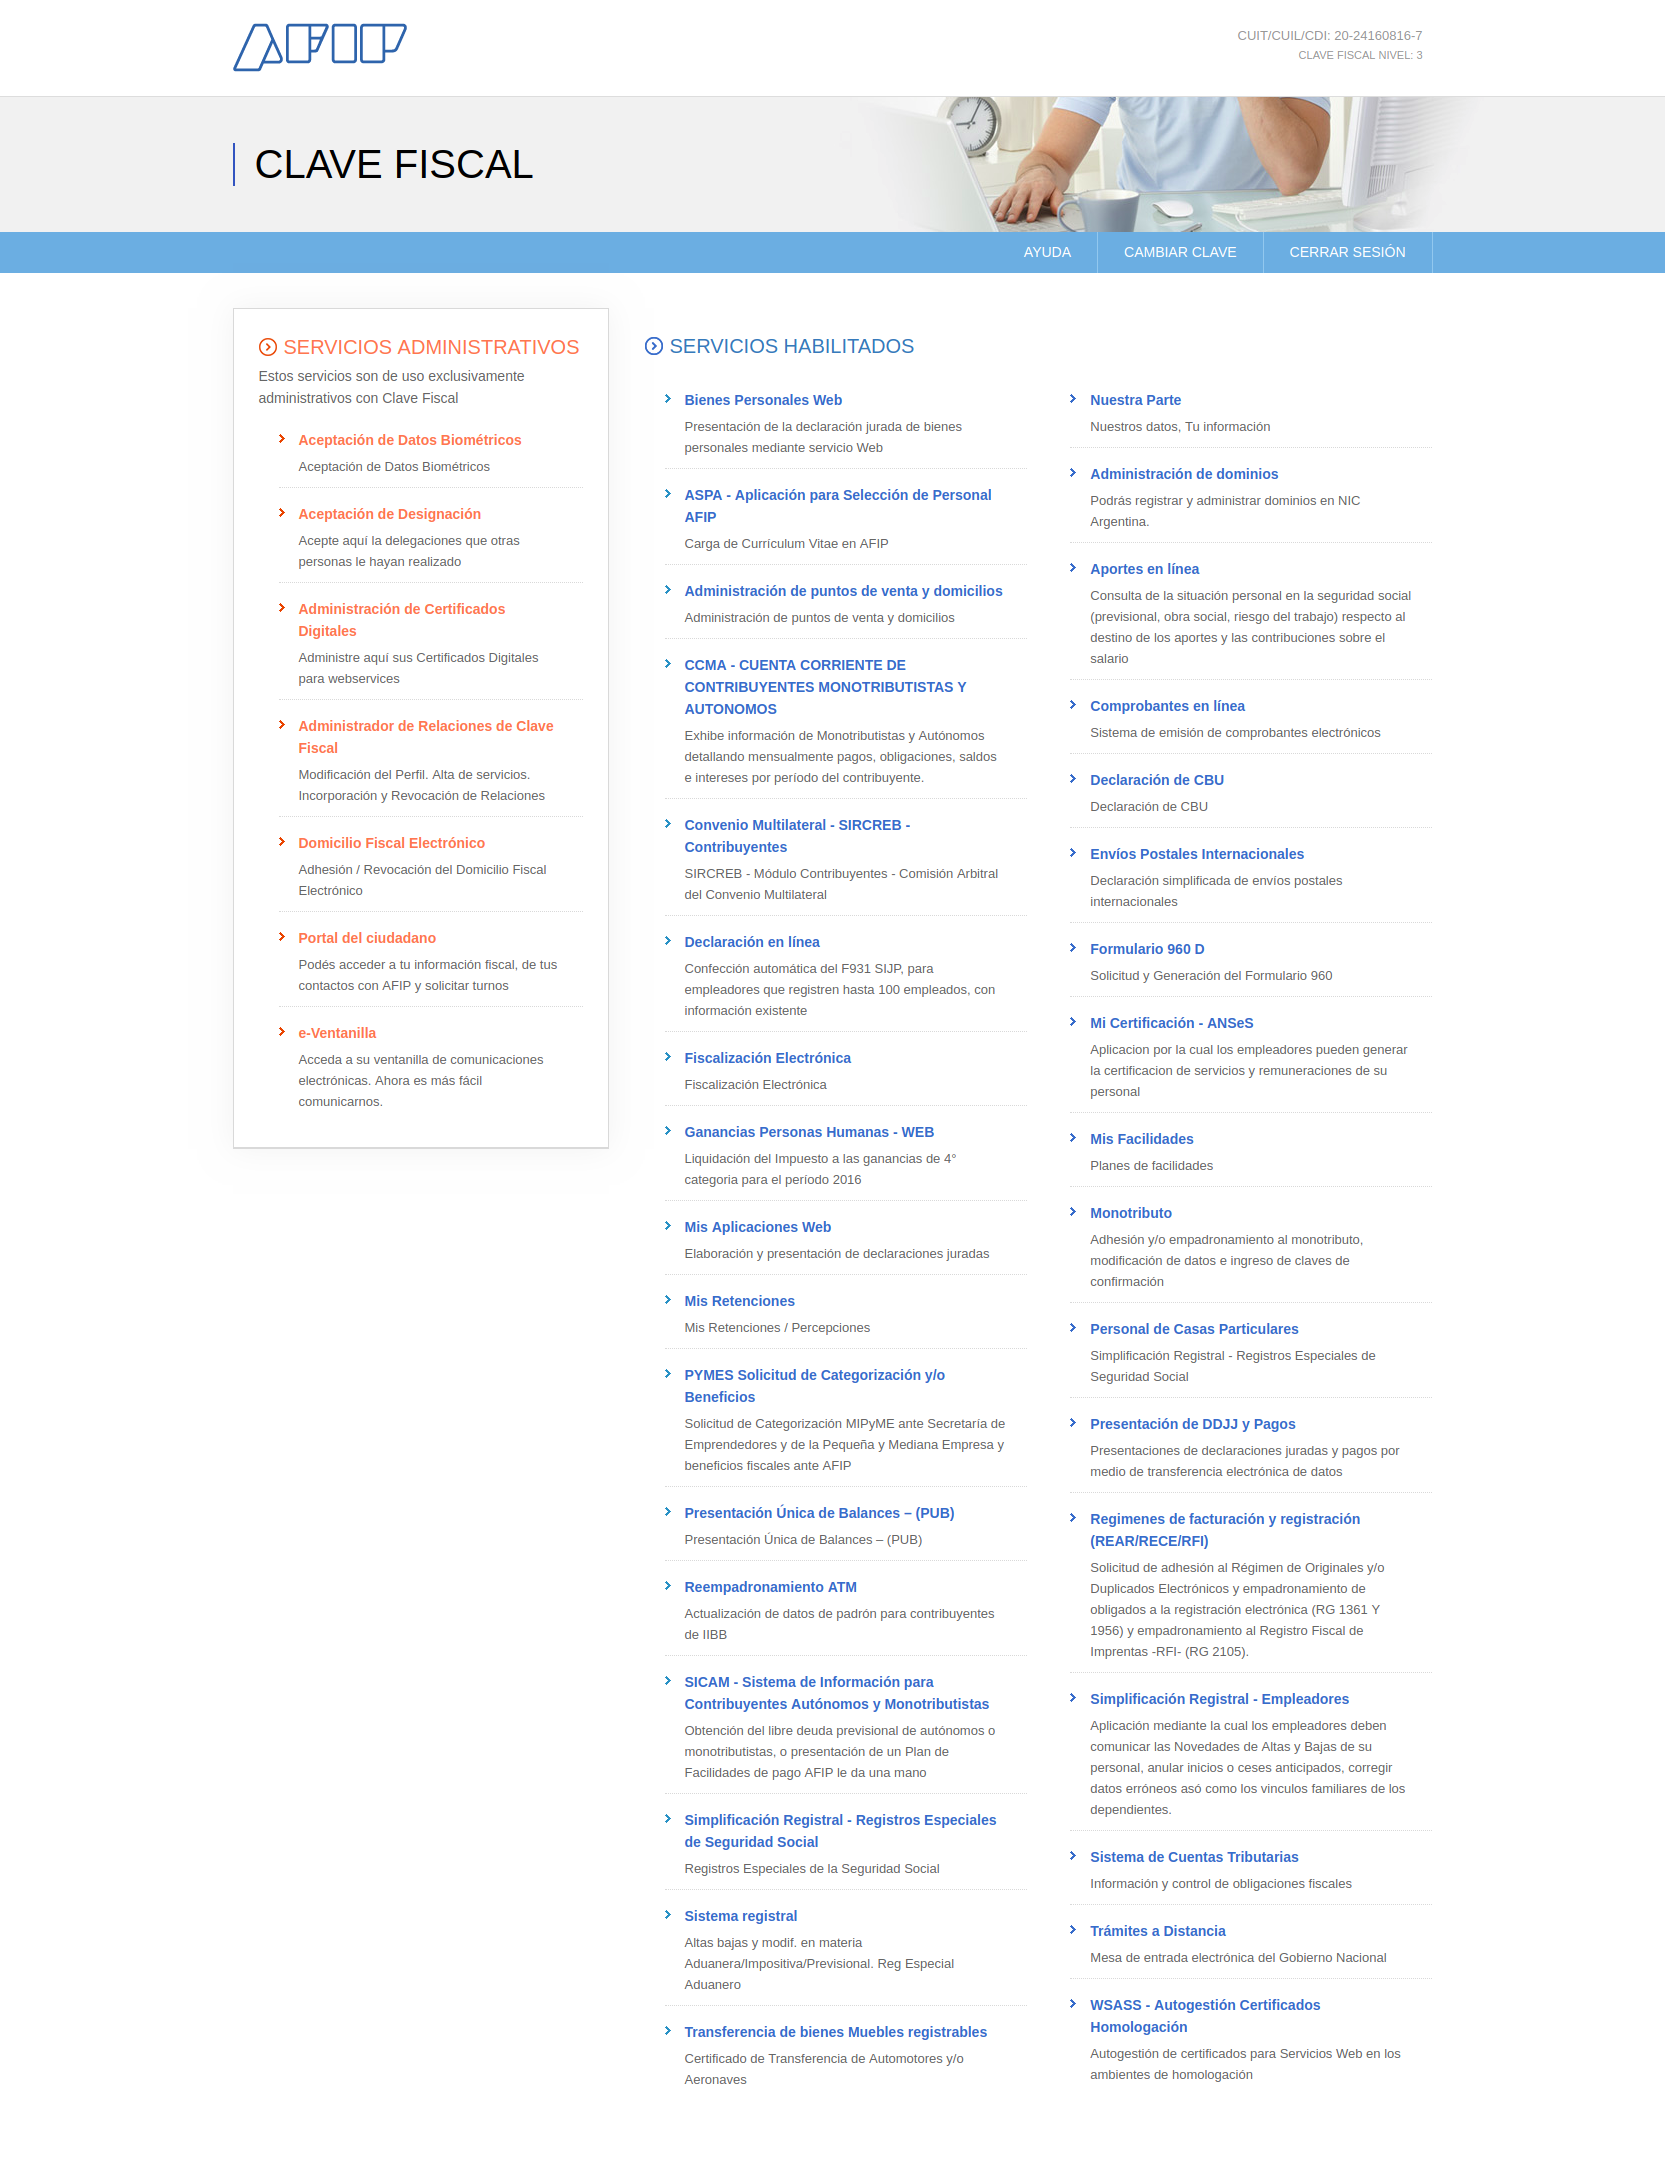 AFIP
CUIT/CUIL/CDI: 20-24160816-7
CLAVE FISCAL NIVEL: 3
CLAVE FISCAL
AYUDA
CAMBIAR CLAVE
CERRAR SESIÓN
SERVICIOS ADMINISTRATIVOS
Estos servicios son de uso exclusivamente
administrativos con Clave Fiscal
Aceptación de Datos Biométricos
Aceptación de Datos Biométricos
Aceptación de Designación
Acepte aquí la delegaciones que otras
personas le hayan realizado
Administración de Certificados
Digitales
Administre aquí sus Certificados Digitales
para webservices
Administrador de Relaciones de Clave
Fiscal
Modificación del Perfil. Alta de servicios.
Incorporación y Revocación de Relaciones
Domicilio Fiscal Electrónico
Adhesión / Revocación del Domicilio Fiscal
Electrónico
Portal del ciudadano
Podés acceder a tu información fiscal, de tus
contactos con AFIP y solicitar turnos
e-Ventanilla
Acceda a su ventanilla de comunicaciones
electrónicas. Ahora es más fácil
comunicarnos.
SERVICIOS HABILITADOS
Bienes Personales Web
Presentación de la declaración jurada de bienes
personales mediante servicio Web
ASPA - Aplicación para Selección de Personal
AFIP
Carga de Currículum Vitae en AFIP
Administración de puntos de venta y domicilios
Administración de puntos de venta y domicilios
CCMA - CUENTA CORRIENTE DE
CONTRIBUYENTES MONOTRIBUTISTAS Y
AUTONOMOS
Exhibe información de Monotributistas y Autónomos
detallando mensualmente pagos, obligaciones, saldos
e intereses por período del contribuyente.
Convenio Multilateral - SIRCREB -
Contribuyentes
SIRCREB - Módulo Contribuyentes - Comisión Arbitral
del Convenio Multilateral
Declaración en línea
Confección automática del F931 SIJP, para
empleadores que registren hasta 100 empleados, con
información existente
Fiscalización Electrónica
Fiscalización Electrónica
Ganancias Personas Humanas - WEB
Liquidación del Impuesto a las ganancias de 4°
categoria para el período 2016
Mis Aplicaciones Web
Elaboración y presentación de declaraciones juradas
Mis Retenciones
Mis Retenciones / Percepciones
PYMES Solicitud de Categorización y/o
Beneficios
Solicitud de Categorización MIPyME ante Secretaría de
Emprendedores y de la Pequeña y Mediana Empresa y
beneficios fiscales ante AFIP
Presentación Única de Balances – (PUB)
Presentación Única de Balances – (PUB)
Reempadronamiento ATM
Actualización de datos de padrón para contribuyentes
de IIBB
SICAM - Sistema de Información para
Contribuyentes Autónomos y Monotributistas
Obtención del libre deuda previsional de autónomos o
monotributistas, o presentación de un Plan de
Facilidades de pago AFIP le da una mano
Simplificación Registral - Registros Especiales
de Seguridad Social
Registros Especiales de la Seguridad Social
Sistema registral
Altas bajas y modif. en materia
Aduanera/Impositiva/Previsional. Reg Especial
Aduanero
Transferencia de bienes Muebles registrables
Certificado de Transferencia de Automotores y/o
Aeronaves
Nuestra Parte
Nuestros datos, Tu información
Administración de dominios
Podrás registrar y administrar dominios en NIC
Argentina.
Aportes en línea
Consulta de la situación personal en la seguridad social
(previsional, obra social, riesgo del trabajo) respecto al
destino de los aportes y las contribuciones sobre el
salario
Comprobantes en línea
Sistema de emisión de comprobantes electrónicos
Declaración de CBU
Declaración de CBU
Envíos Postales Internacionales
Declaración simplificada de envíos postales
internacionales
Formulario 960 D
Solicitud y Generación del Formulario 960
Mi Certificación - ANSeS
Aplicacion por la cual los empleadores pueden generar
la certificacion de servicios y remuneraciones de su
personal
Mis Facilidades
Planes de facilidades
Monotributo
Adhesión y/o empadronamiento al monotributo,
modificación de datos e ingreso de claves de
confirmación
Personal de Casas Particulares
Simplificación Registral - Registros Especiales de
Seguridad Social
Presentación de DDJJ y Pagos
Presentaciones de declaraciones juradas y pagos por
medio de transferencia electrónica de datos
Regimenes de facturación y registración
(REAR/RECE/RFI)
Solicitud de adhesión al Régimen de Originales y/o
Duplicados Electrónicos y empadronamiento de
obligados a la registración electrónica (RG 1361 Y
1956) y empadronamiento al Registro Fiscal de
Imprentas -RFI- (RG 2105).
Simplificación Registral - Empleadores
Aplicación mediante la cual los empleadores deben
comunicar las Novedades de Altas y Bajas de su
personal, anular inicios o ceses anticipados, corregir
datos erróneos asó como los vinculos familiares de los
dependientes.
Sistema de Cuentas Tributarias
Información y control de obligaciones fiscales
Trámites a Distancia
Mesa de entrada electrónica del Gobierno Nacional
WSASS - Autogestión Certificados
Homologación
Autogestión de certificados para Servicios Web en los
ambientes de homologación